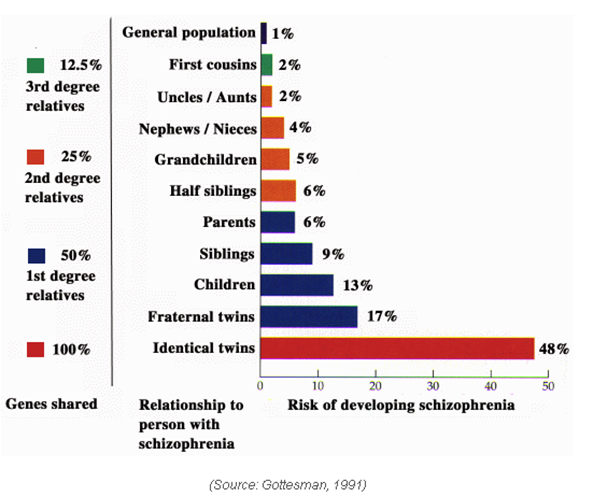 General population 1%
12.5%
3rd degree
relatives
First cousins 2%
Uncles / Aunts 2%
Nephews / Nieces 4%
25%
2nd degree
relatives
Grandchildren 5%
Half siblings 6%
Parents 6%
50%
1st degree
relatives
Siblings 9%
Children 13%
Fraternal twins 17%
100%
Identical twins 48%
0 10 20 30 40 50
Genes shared
Relationship to
person with
schizophrenia
Risk of developing schizophrenia
(Source: Gottesman, 1991)